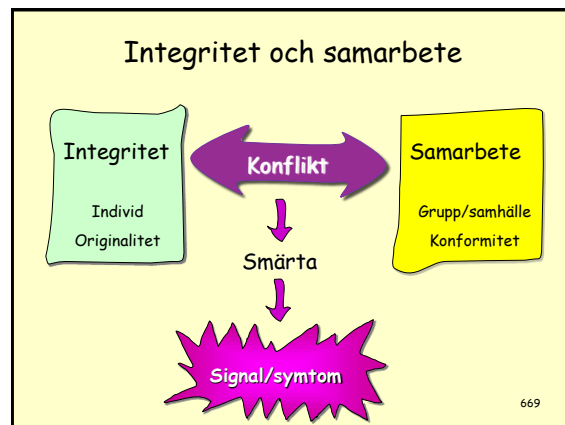 Integritet och samarbete
Integritet
Individ
Originalitet
Konflikt
Samarbete
Grupp/samhälle
Konformitet
Smärta
Signal/symtom
669